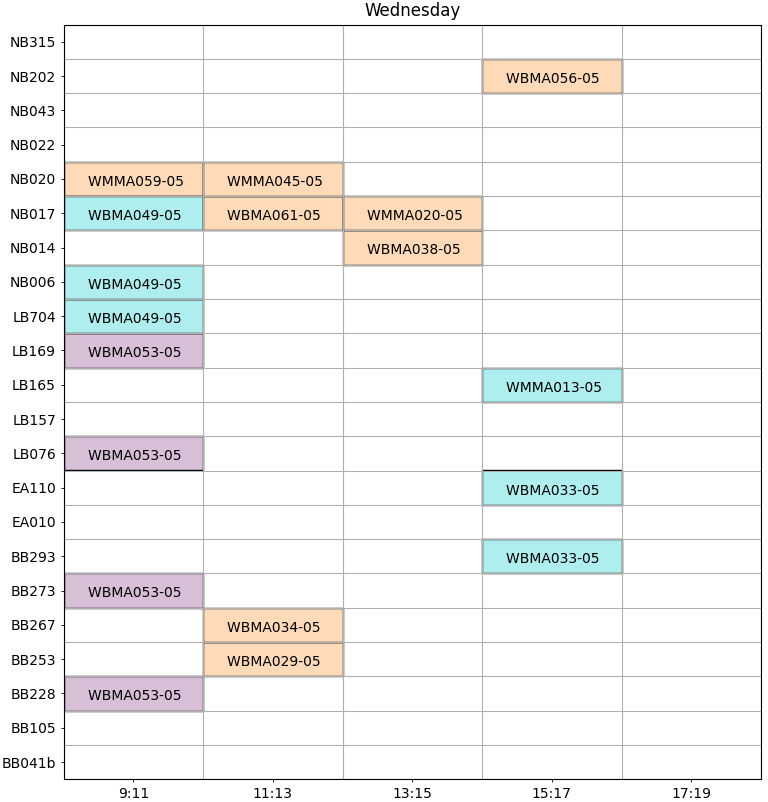 Wednesday
NB315
NB202 WBMA056-05
NB043
NB022
NB020 WMMA059-05 WMMA045-05
NB017 WBMA049-05 WBMA061-05 WMMA020-05
NB014 WBMA038-05
NB006 WBMA049-05
LB704 WBMA049-05
LB169 WBMA053-05
LB165 WMMA013-05
LB157
LB076 WBMA053-05
EA110 WBMA033-05
EA010
BB293 WBMA033-05
BB273 WBMA053-05
BB267 WBMA034-05
BB253 WBMA029-05
BB228 WBMA053-05
BB105
BB041b
9:11 11:13 13:15 15:17 17:19